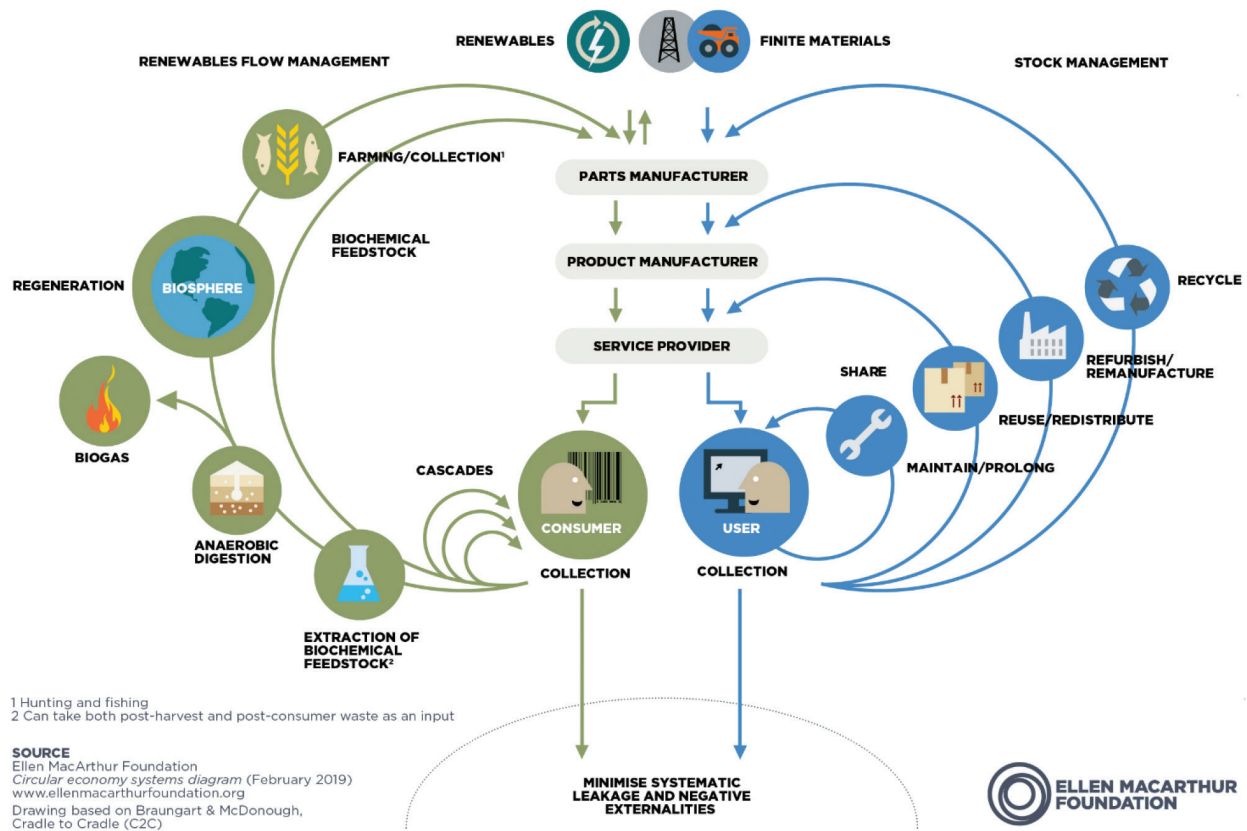 RENEWABLES
FINITE MATERIALS
RENEWABLES FLOW MANAGEMENT
STOCK MANAGEMENT
FARMING/COLLECTION¹
PARTS MANUFACTURER
BIOCHEMICAL
FEEDSTOCK
PRODUCT MANUFACTURER
REGENERATION
BIOSPHERE
RECYCLE
SERVICE PROVIDER
SHARE
REFURBISH/
REMANUFACTURE
REUSE/REDISTRIBUTE
BIOGAS
CASCADES
MAINTAIN/PROLONG
CONSUMER
USER
ANAEROBIC
DIGESTION
COLLECTION
COLLECTION
EXTRACTION OF
BIOCHEMICAL
FEEDSTOCK²
1 Hunting and fishing
2 Can take both post-harvest and post-consumer waste as an input
SOURCE
Ellen MacArthur Foundation
Circular economy systems diagram (February 2019)
www.ellenmacarthurfoundation.org
Drawing based on Braungart & McDonough,
Cradle to Cradle (C2C)
MINIMISE SYSTEMATIC
LEAKAGE AND NEGATIVE
EXTERNALITIES
ELLEN MACARTHUR
FOUNDATION